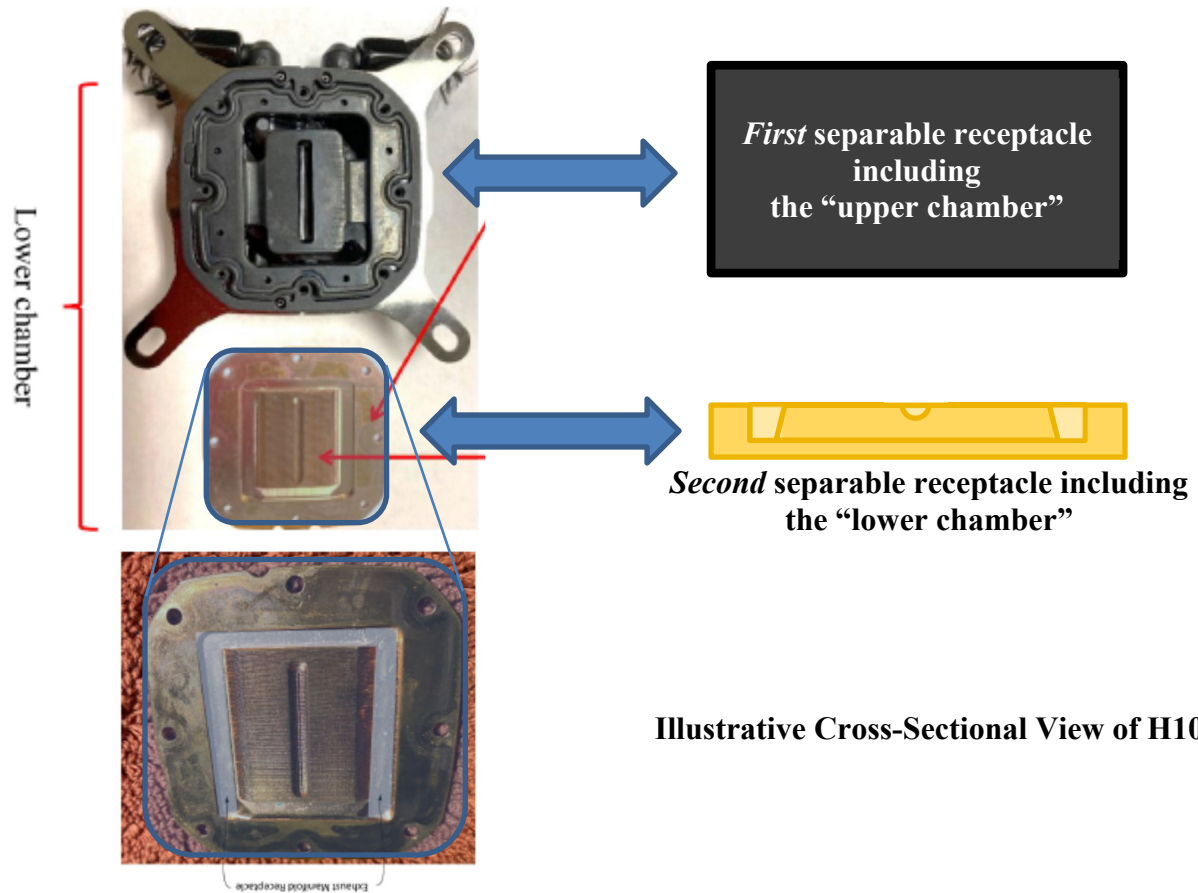 Lower chamber
First separable receptacle
including
the “upper chamber”
Second separable receptacle including
the “lower chamber”
Illustrative Cross-Sectional View of H10
Exhaust Manifold Receptacle